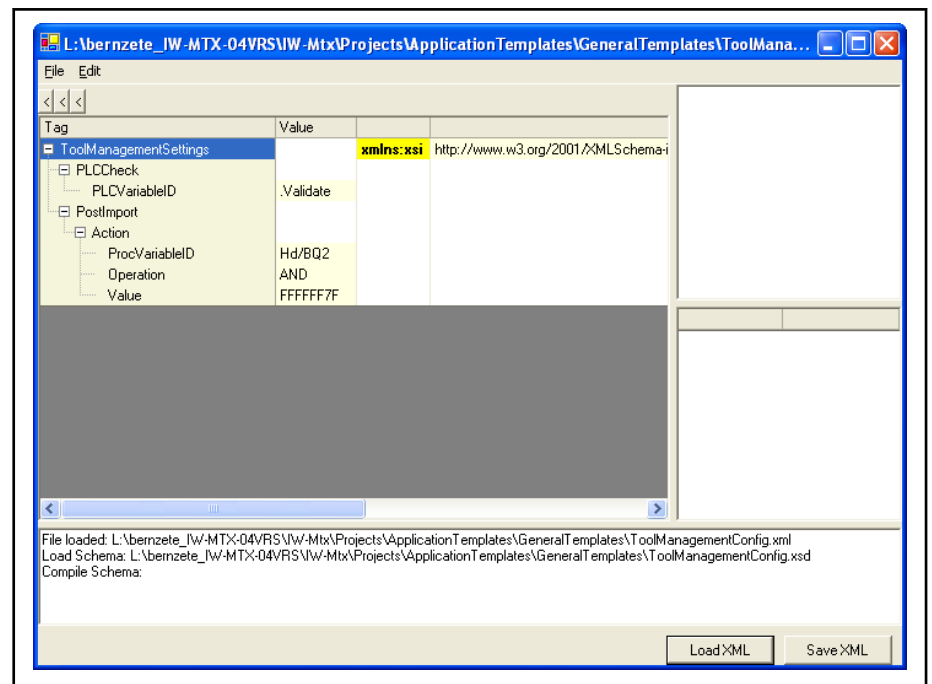 L:\bernzete_IW-MTX-04VRS\IW-Mtx\Projects\ApplicationTemplates\GeneralTemplates\ToolMana...
File Edit
< < <
Tag Value
ToolManagementSettings xmlns:xsi http://www.w3.org/2001/XMLSchema-i
PLCCheck
PLCVariableID .Validate
PostImport
Action
ProcVariableID Hd/BQ2
Operation AND
Value FFFFFF7F
File loaded: L:\bernzete_IW-MTX-04VRS\IW-Mtx\Projects\ApplicationTemplates\GeneralTemplates\ToolManagementConfig.xml
Load Schema: L:\bernzete_IW-MTX-04VRS\IW-Mtx\Projects\ApplicationTemplates\GeneralTemplates\ToolManagementConfig.xsd
Compile Schema:
Load XML Save XML